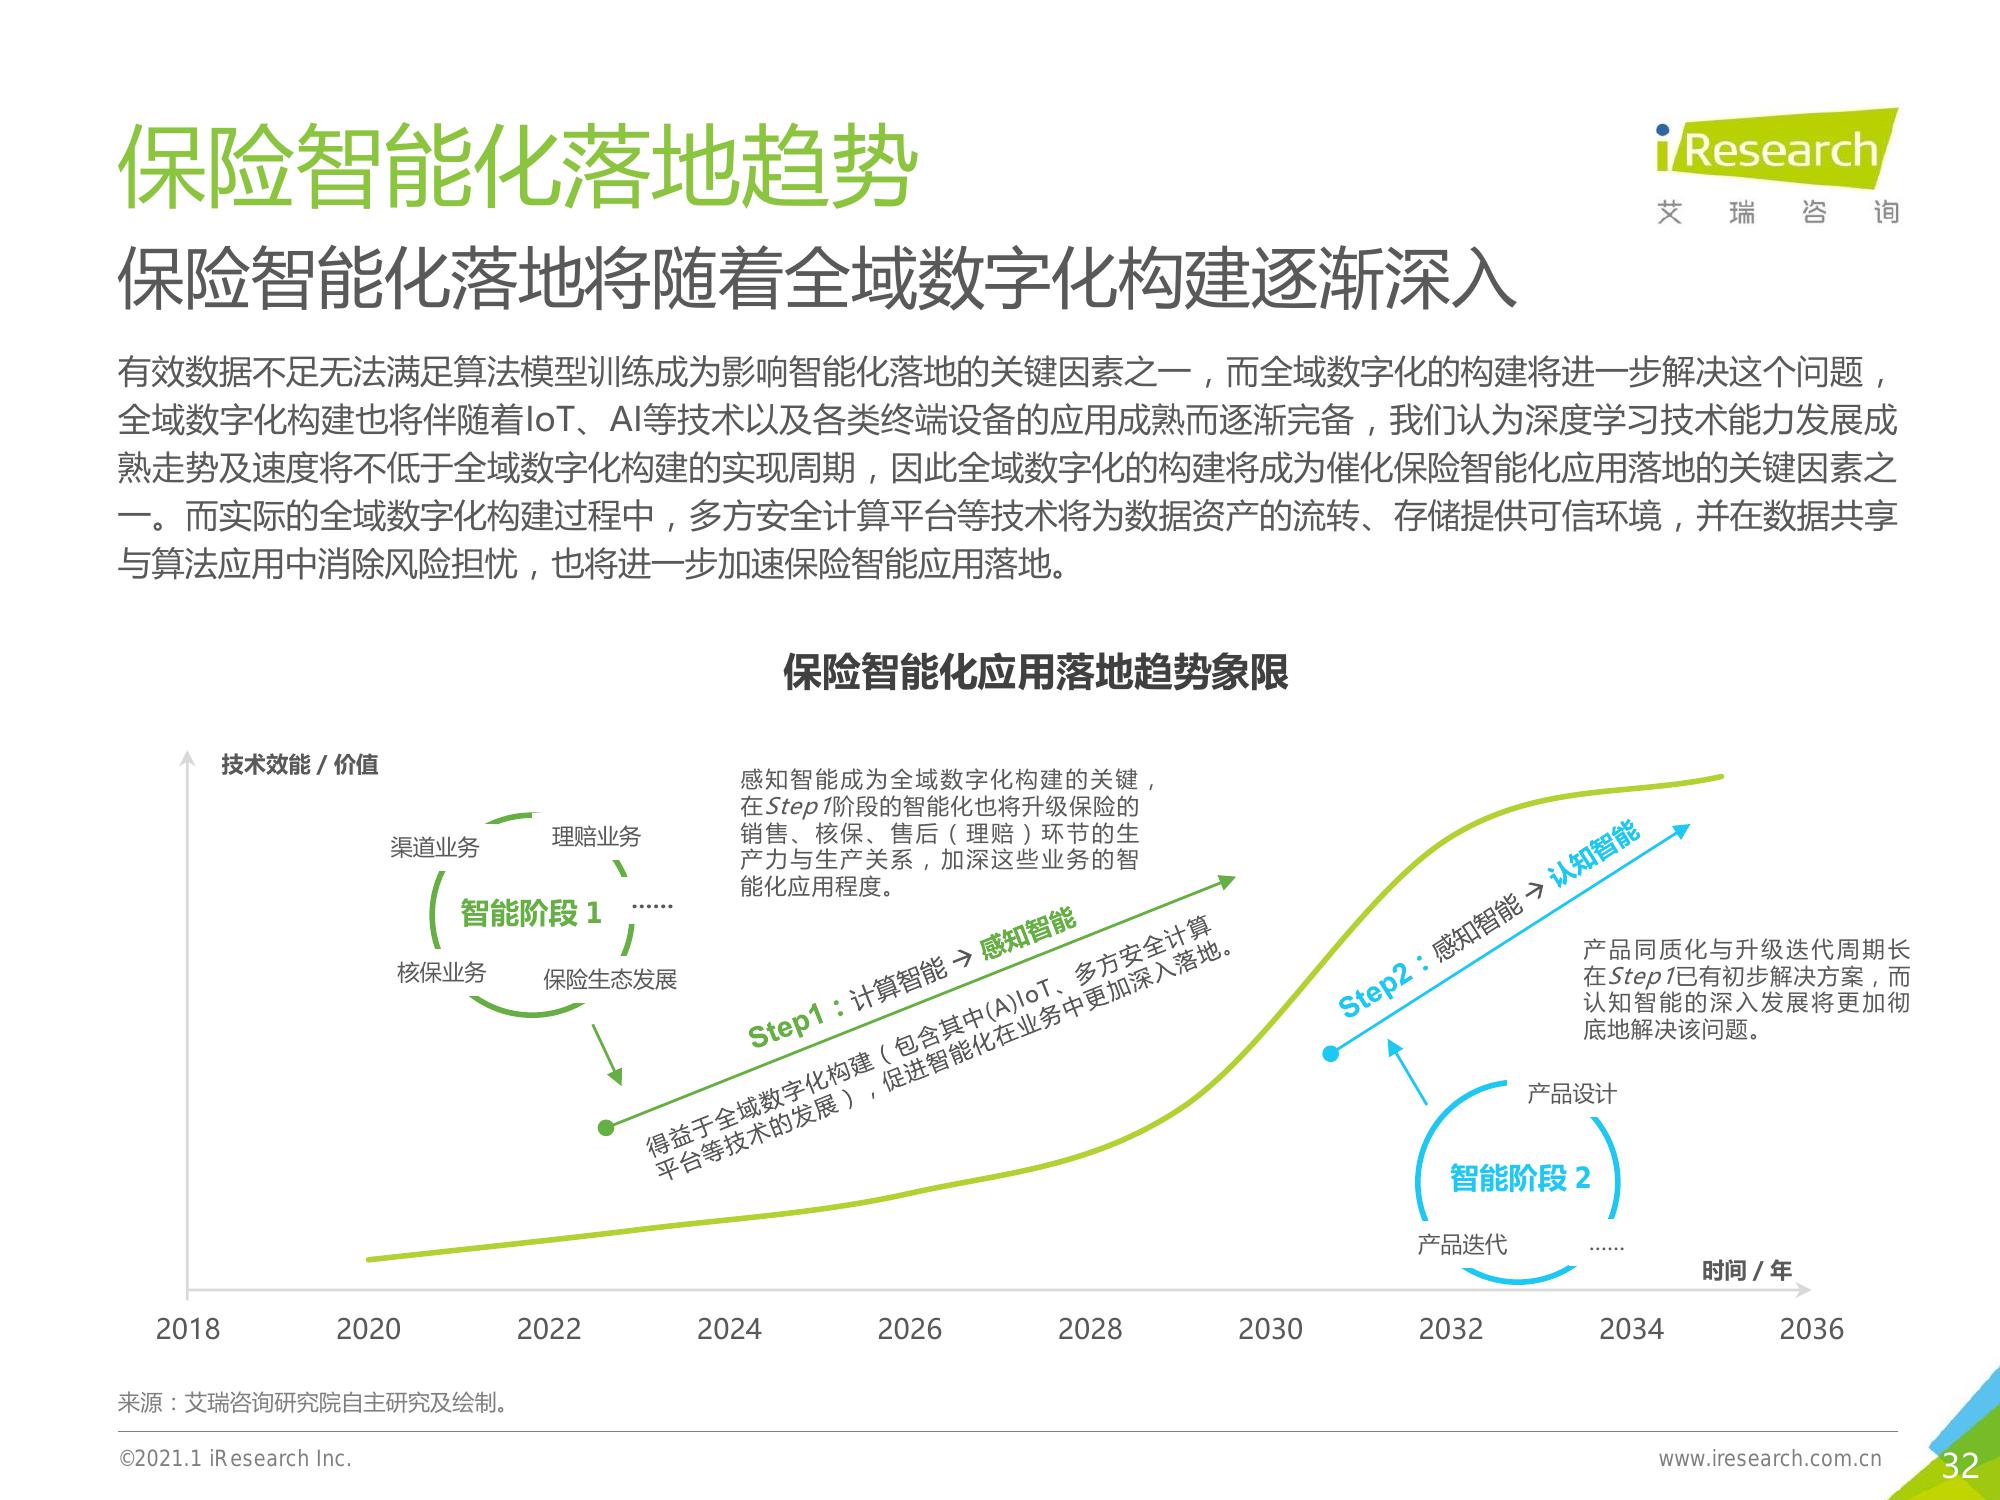 保险智能化落地趋势
iResearch
艾瑞咨询
保险智能化落地将随着全域数字化构建逐渐深入
有效数据不足无法满足算法模型训练成为影响智能化落地的关键因素之一，而全域数字化的构建将进一步解决这个问题，
全域数字化构建也将伴随着IoT、AI等技术以及各类终端设备的应用成熟而逐渐完备，我们认为深度学习技术能力发展成
熟走势及速度将不低于全域数字化构建的实现周期，因此全域数字化的构建将成为催化保险智能化应用落地的关键因素之
一。而实际的全域数字化构建过程中，多方安全计算平台等技术将为数据资产的流转、存储提供可信环境，并在数据共享
与算法应用中消除风险担忧，也将进一步加速保险智能应用落地。
保险智能化应用落地趋势象限
技术效能 / 价值
渠道业务
理赔业务
智能阶段 1
......
核保业务
保险生态发展
感知智能成为全域数字化构建的关键，
在Step1阶段的智能化也将升级保险的
销售、核保、售后（理赔）环节的生
产力与生产关系，加深这些业务的智
能化应用程度。
Step1：计算智能 → 感知智能
得益于全域数字化构建（包含其中(A)IoT、多方安全计算
平台等技术的发展），促进智能化在业务中更加深入落地。
Step2：感知智能 → 认知智能
产品同质化与升级迭代周期长
在Step1已有初步解决方案，而
认知智能的深入发展将更加彻
底地解决该问题。
产品设计
智能阶段 2
产品迭代
......
时间 / 年
2018 2020 2022 2024 2026 2028 2030 2032 2034 2036
来源：艾瑞咨询研究院自主研究及绘制。
©2021.1 iResearch Inc.
www.iresearch.com.cn
32